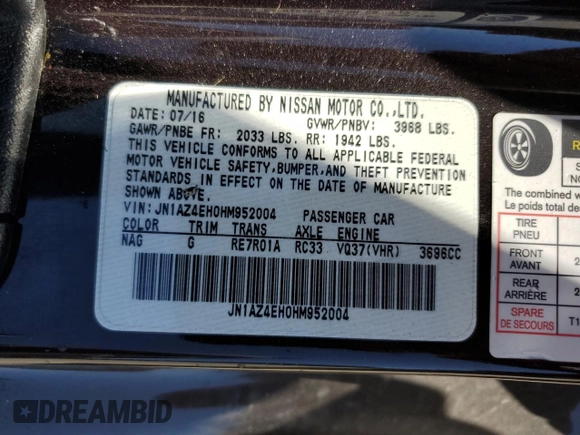 MANUFACTURED BY NISSAN MOTOR CO.,LTD.
DATE: 07/16 GVWR/PNBV: 3968 LBS.
GAWR/PNBE FR: 2033 LBS. RR: 1942 LBS.
THIS VEHICLE CONFORMS TO ALL APPLICABLE FEDERAL
MOTOR VEHICLE SAFETY,BUMPER,AND THEFT PREVENTION
STANDARDS IN EFFECT ON THE DATE OF MANUFACTURE
SHOWN ABOVE.
VIN: JN1AZ4EH0HM952004 PASSENGER CAR
COLOR TRIM TRANS AXLE ENGINE
NAG G RE7R01A RC33 VQ37(VHR) 3696CC
JN1AZ4EH0HM952004
The combined w
Le poids total de
TIRE
PNEU
FRONT
AVANT
2
REAR
ARRIÈRE
2
SPARE
DE SECOURS
T1
DREAMBID